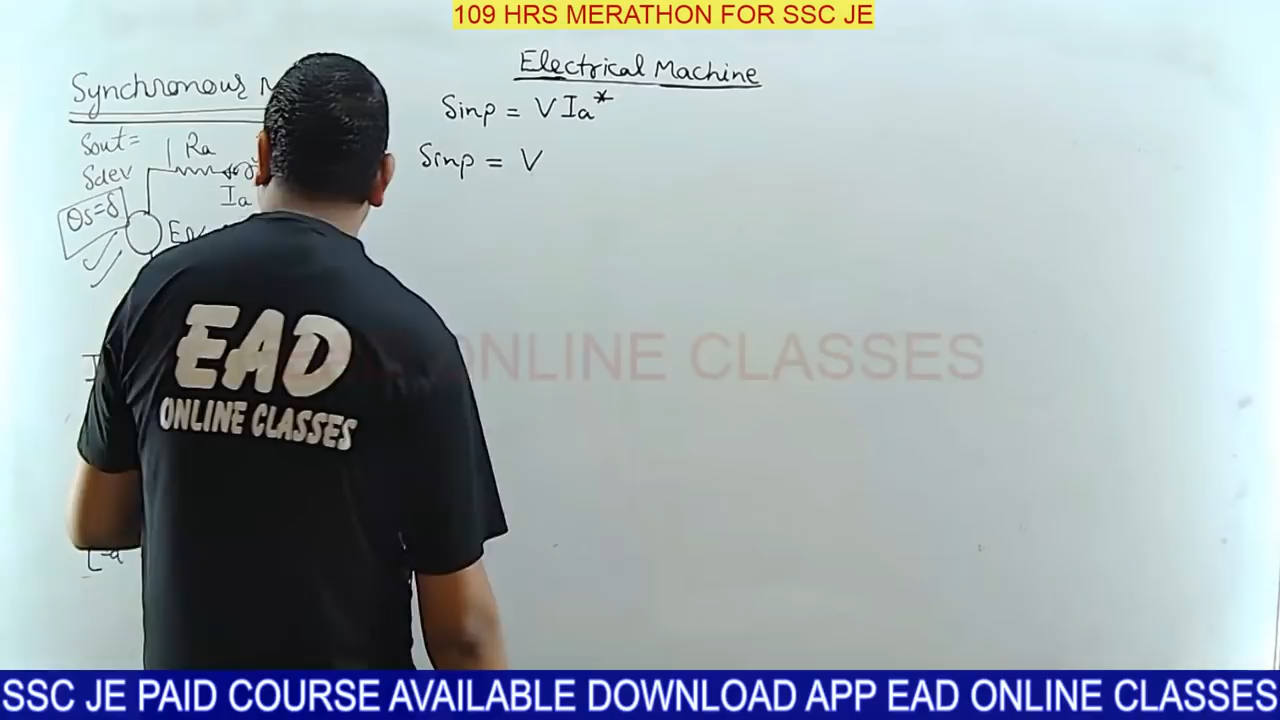 109 HRS MERATHON FOR SSC JE
Electrical Machine
Synchronous
Sinp = V Ia*
Sout =
Sdev
Ra
Sinp = V
Ia
θs=δ
EAD
ONLINE CLASSES
ONLINE CLASSES
SSC JE PAID COURSE AVAILABLE DOWNLOAD APP EAD ONLINE CLASSES